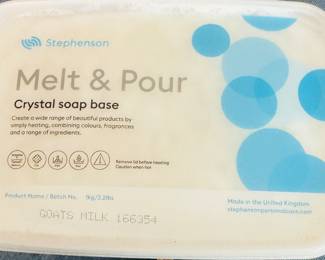 Stephenson
Melt & Pour
Crystal soap base
Create a wide range of beautiful products by
simply heating, combining colours, fragrances
and a range of ingredients.
Remove lid before heating
Caution when hot
Product Name / Batch No. 1kg/2.2lbs
Made in the United Kingdom
stephensonpersonalcare.com
GOATS MILK 166354